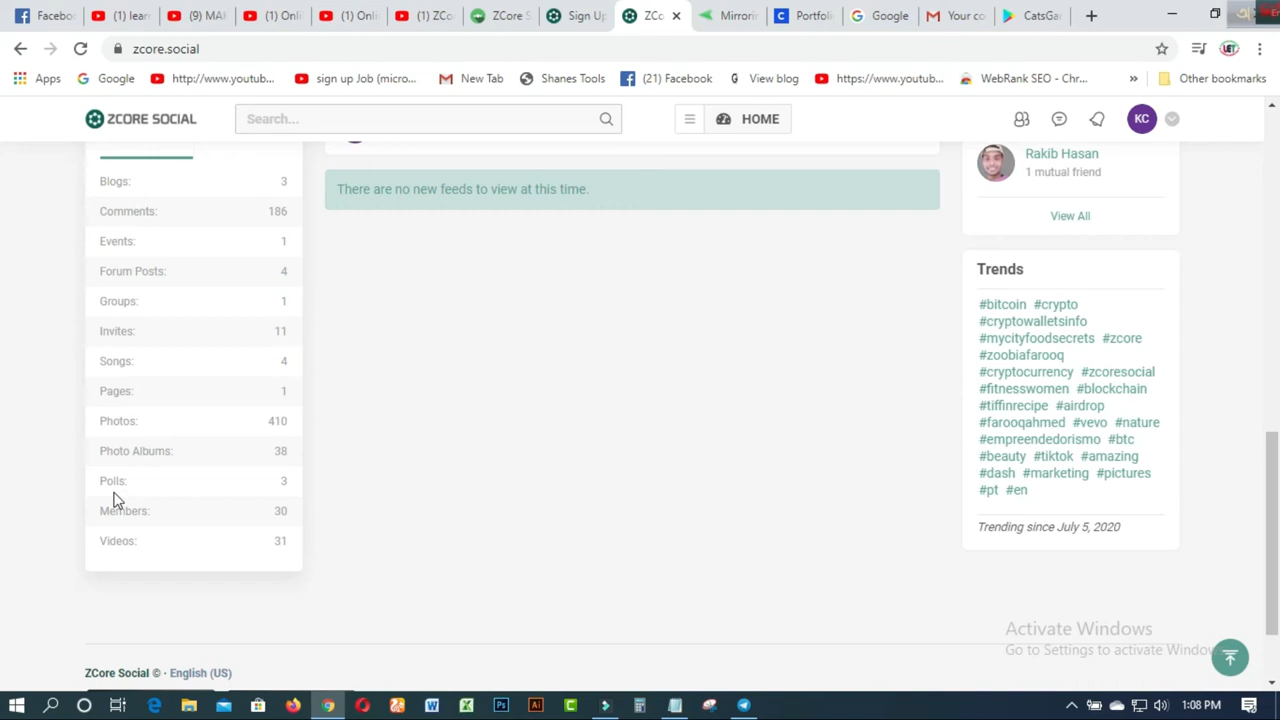 Facebo
(1) lear
(9) MAI
(1) Onli
(1) Onli
(1) ZCo
ZCore S
Sign Up
ZCo
Mirrorin
Portfoli
Google
Your co
CatsGar
zcore.social
Apps
Google
http://www.youtub...
sign up Job (micro...
New Tab
Shanes Tools
(21) Facebook
View blog
https://www.youtub...
WebRank SEO - Chr...
»
Other bookmarks
ZCORE SOCIAL
Search...
HOME
KC
Blogs: 3
Comments: 186
Events: 1
Forum Posts: 4
Groups: 1
Invites: 11
Songs: 4
Pages: 1
Photos: 410
Photo Albums: 38
Polls: 3
Members: 30
Videos: 31
There are no new feeds to view at this time.
Rakib Hasan
1 mutual friend
View All
Trends
#bitcoin #crypto
#cryptowalletsinfo
#mycityfoodsecrets #zcore
#zoobiafarooq
#cryptocurrency #zcoresocial
#fitnesswomen #blockchain
#tiffinrecipe #airdrop
#farooqahmed #vevo #nature
#empreendedorismo #btc
#beauty #tiktok #amazing
#dash #marketing #pictures
#pt #en
Trending since July 5, 2020
Activate Windows
Go to Settings to activate Window
ZCore Social © · English (US)
1:08 PM